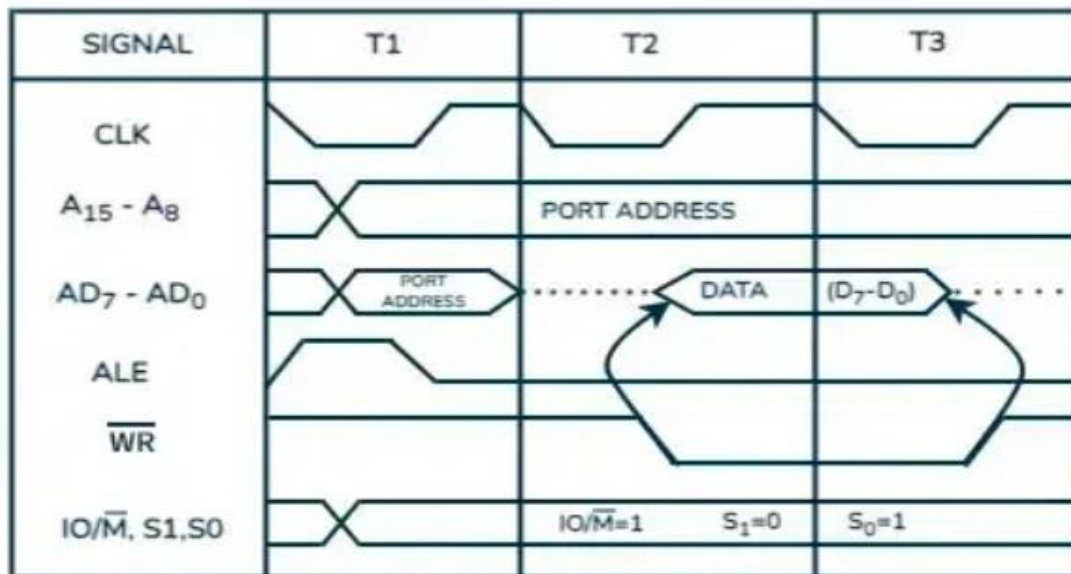 SIGNAL T1 T2 T3
CLK
A₁₅ - A₈ PORT ADDRESS
AD₇ - AD₀ PORT ADDRESS DATA (D₇-D₀)
ALE
W̅R̅
IO/M̅, S1,S0 IO/M̅=1 S₁=0 S₀=1